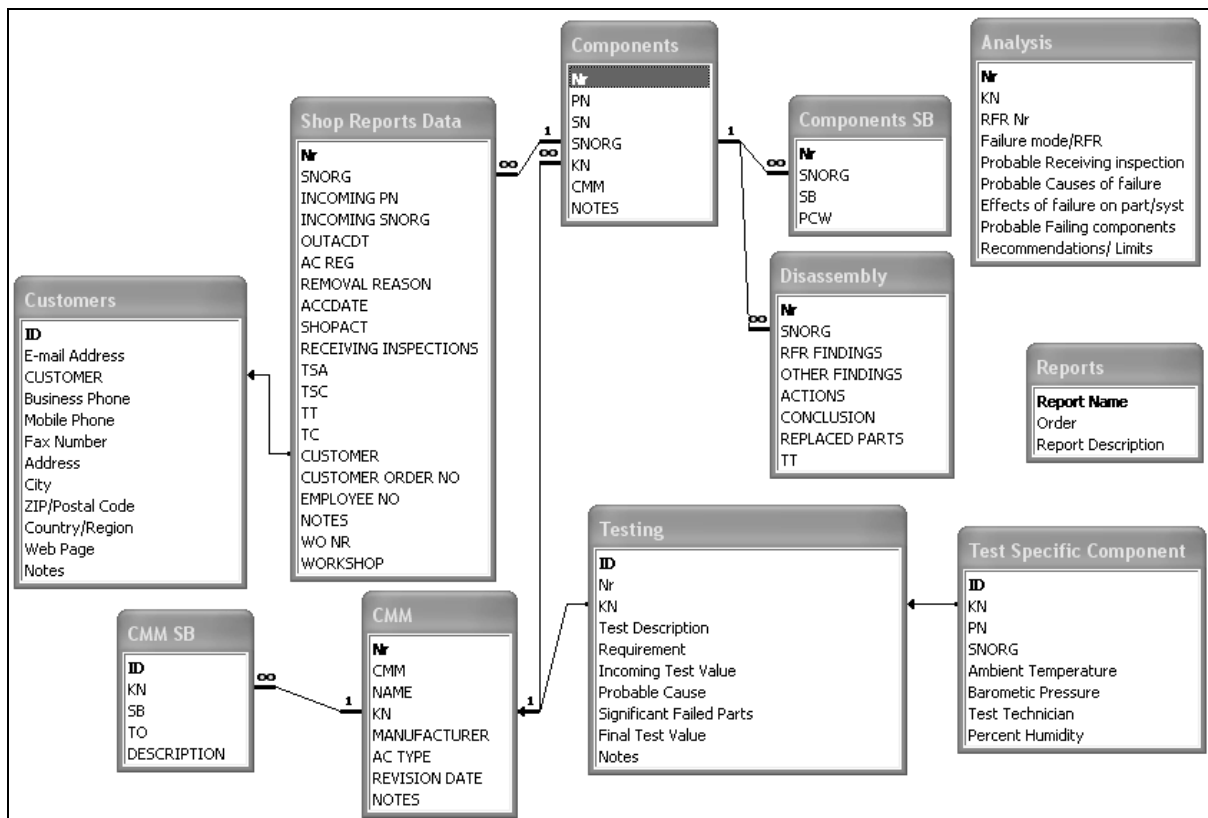 Components
Nr
PN
SN
SNORG
KN
CMM
NOTES
Analysis
Nr
KN
RFR Nr
Failure mode/RFR
Probable Receiving inspection
Probable Causes of failure
Effects of failure on part/syst
Probable Failing components
Recommendations/ Limits
Shop Reports Data
Nr
SNORG
INCOMING PN
INCOMING SNORG
OUTACDT
AC REG
REMOVAL REASON
ACCDATE
SHOPACT
RECEIVING INSPECTIONS
TSA
TSC
TT
TC
CUSTOMER
CUSTOMER ORDER NO
EMPLOYEE NO
NOTES
WO NR
WORKSHOP
∞
1
∞
1
∞
∞
Components SB
Nr
SNORG
SB
PCW
Disassembly
Nr
SNORG
RFR FINDINGS
OTHER FINDINGS
ACTIONS
CONCLUSION
REPLACED PARTS
TT
Customers
ID
E-mail Address
CUSTOMER
Business Phone
Mobile Phone
Fax Number
Address
City
ZIP/Postal Code
Country/Region
Web Page
Notes
Reports
Report Name
Order
Report Description
CMM SB
ID
KN
SB
TO
DESCRIPTION
∞
1
CMM
Nr
CMM
NAME
KN
MANUFACTURER
AC TYPE
REVISION DATE
NOTES
1
Testing
ID
Nr
KN
Test Description
Requirement
Incoming Test Value
Probable Cause
Significant Failed Parts
Final Test Value
Notes
Test Specific Component
ID
KN
PN
SNORG
Ambient Temperature
Barometic Pressure
Test Technician
Percent Humidity